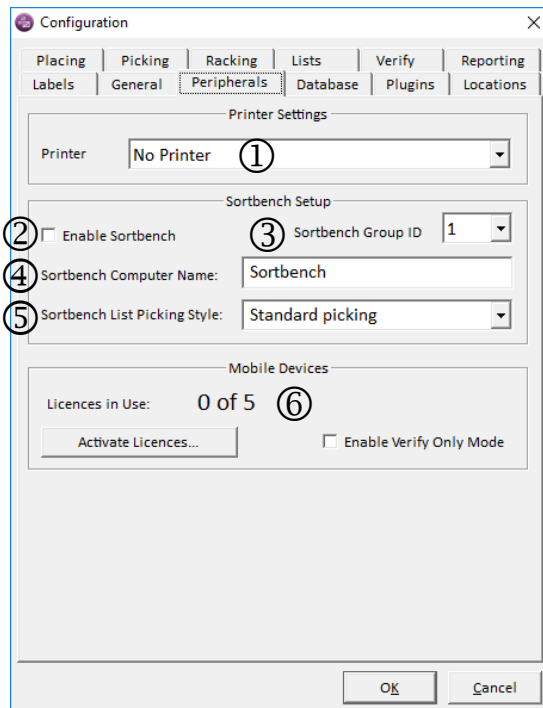 Configuration
Placing Picking Racking Lists Verify Reporting
Labels General Peripherals Database Plugins Locations
Printer Settings
Printer No Printer ①
Sortbench Setup
② Enable Sortbench ③ Sortbench Group ID 1
④ Sortbench Computer Name: Sortbench
⑤ Sortbench List Picking Style: Standard picking
Mobile Devices
Licences in Use: 0 of 5 ⑥
Activate Licences... Enable Verify Only Mode
OK Cancel